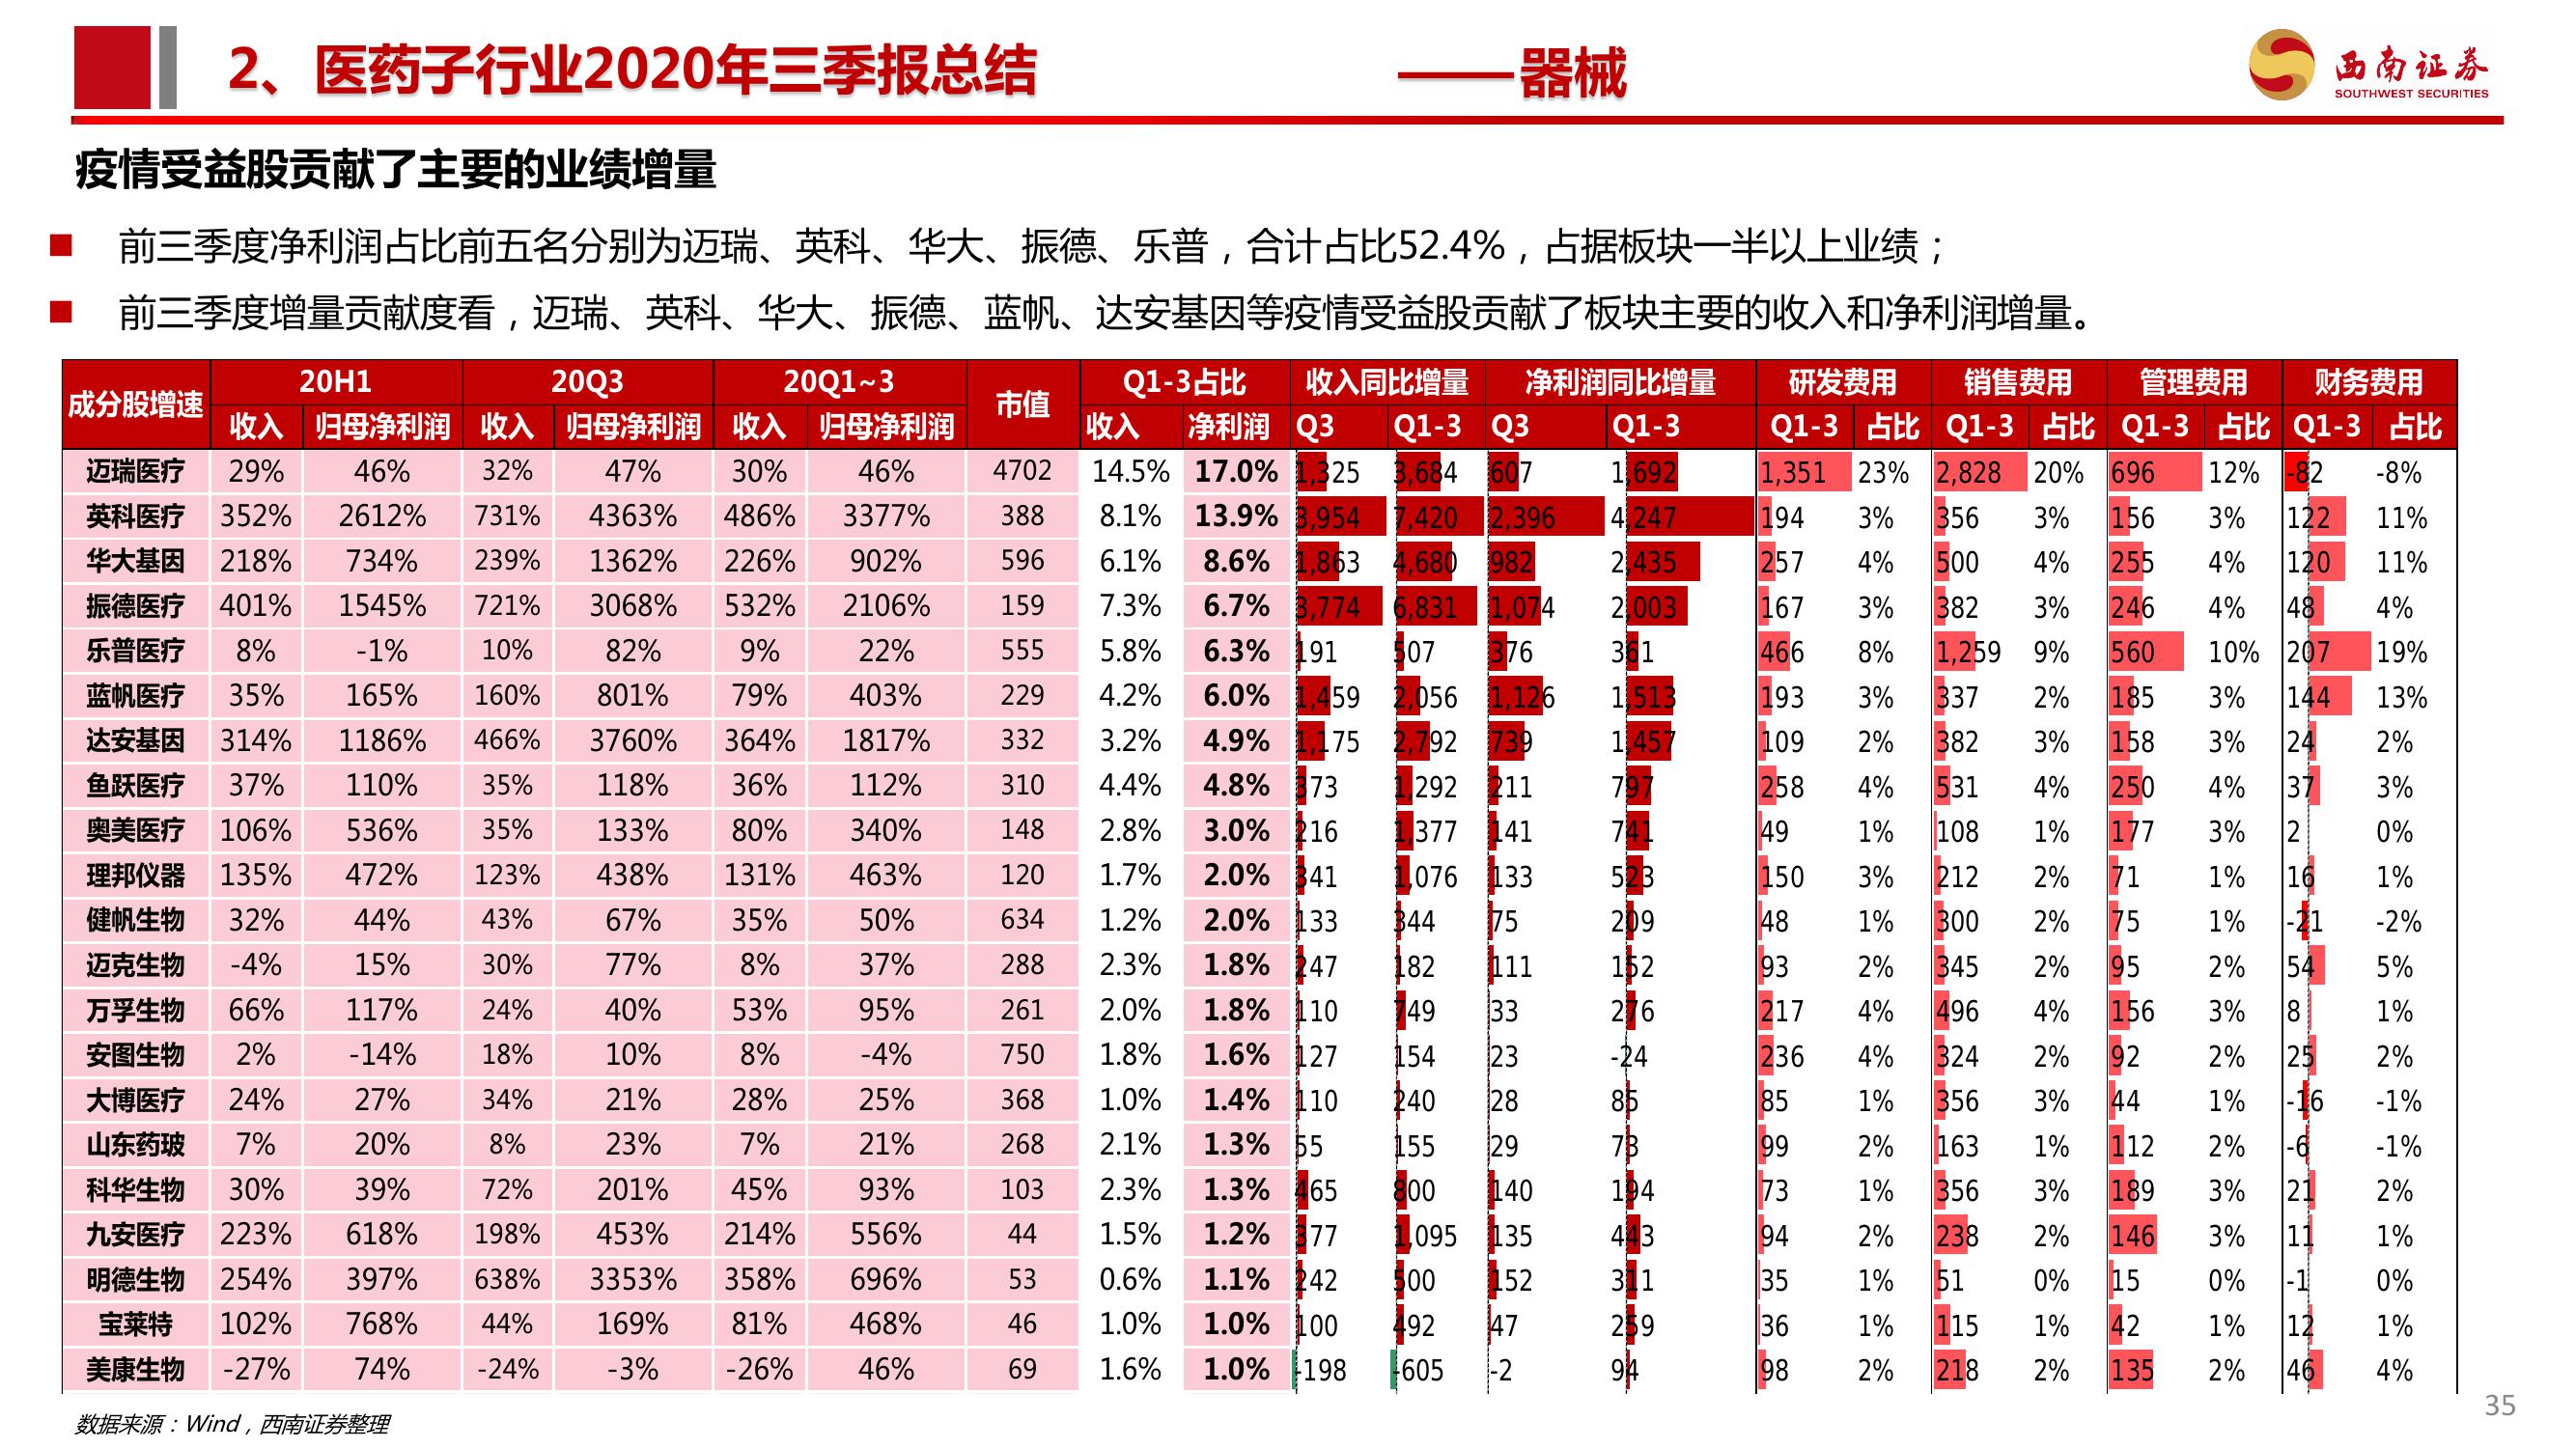 2、医药子行业2020年三季报总结 ——器械
西南证券
SOUTHWEST SECURITIES
疫情受益股贡献了主要的业绩增量
■ 前三季度净利润占比前五名分别为迈瑞、英科、华大、振德、乐普，合计占比52.4%，占据板块一半以上业绩；
■ 前三季度增量贡献度看，迈瑞、英科、华大、振德、蓝帆、达安基因等疫情受益股贡献了板块主要的收入和净利润增量。
成分股增速 20H1 20Q3 20Q1~3 市值 Q1-3占比 收入同比增量 净利润同比增量 研发费用 销售费用 管理费用 财务费用
收入 归母净利润 收入 归母净利润 收入 归母净利润 收入 净利润 Q3 Q1-3 Q3 Q1-3 Q1-3 占比 Q1-3 占比 Q1-3 占比 Q1-3 占比
迈瑞医疗 29% 46% 32% 47% 30% 46% 4702 14.5% 17.0% 1,325 3,684 607 1,692 1,351 23% 2,828 20% 696 12% -82 -8%
英科医疗 352% 2612% 731% 4363% 486% 3377% 388 8.1% 13.9% 3,954 7,420 2,396 4,247 194 3% 356 3% 156 3% 122 11%
华大基因 218% 734% 239% 1362% 226% 902% 596 6.1% 8.6% 1,863 4,680 982 2,435 257 4% 500 4% 255 4% 120 11%
振德医疗 401% 1545% 721% 3068% 532% 2106% 159 7.3% 6.7% 3,774 6,831 1,074 2,003 167 3% 382 3% 246 4% 48 4%
乐普医疗 8% -1% 10% 82% 9% 22% 555 5.8% 6.3% 191 507 376 361 466 8% 1,259 9% 560 10% 207 19%
蓝帆医疗 35% 165% 160% 801% 79% 403% 229 4.2% 6.0% 1,459 2,056 1,126 1,513 193 3% 337 2% 185 3% 144 13%
达安基因 314% 1186% 466% 3760% 364% 1817% 332 3.2% 4.9% 1,175 2,792 739 1,457 109 2% 382 3% 158 3% 24 2%
鱼跃医疗 37% 110% 35% 118% 36% 112% 310 4.4% 4.8% 373 1,292 211 797 258 4% 531 4% 250 4% 37 3%
奥美医疗 106% 536% 35% 133% 80% 340% 148 2.8% 3.0% 216 1,377 141 741 49 1% 108 1% 177 3% 2 0%
理邦仪器 135% 472% 123% 438% 131% 463% 120 1.7% 2.0% 341 1,076 133 523 150 3% 212 2% 71 1% 16 1%
健帆生物 32% 44% 43% 67% 35% 50% 634 1.2% 2.0% 133 344 75 209 48 1% 300 2% 75 1% -21 -2%
迈克生物 -4% 15% 30% 77% 8% 37% 288 2.3% 1.8% 247 182 111 152 93 2% 345 2% 95 2% 54 5%
万孚生物 66% 117% 24% 40% 53% 95% 261 2.0% 1.8% 110 749 33 276 217 4% 496 4% 156 3% 8 1%
安图生物 2% -14% 18% 10% 8% -4% 750 1.8% 1.6% 127 154 23 -24 236 4% 324 2% 92 2% 25 2%
大博医疗 24% 27% 34% 21% 28% 25% 368 1.0% 1.4% 110 240 28 85 85 1% 356 3% 44 1% -16 -1%
山东药玻 7% 20% 8% 23% 7% 21% 268 2.1% 1.3% 55 155 29 73 99 2% 163 1% 112 2% -6 -1%
科华生物 30% 39% 72% 201% 45% 93% 103 2.3% 1.3% 465 800 140 194 73 1% 356 3% 189 3% 21 2%
九安医疗 223% 618% 198% 453% 214% 556% 44 1.5% 1.2% 377 1,095 135 443 94 2% 238 2% 146 3% 11 1%
明德生物 254% 397% 638% 3353% 358% 696% 53 0.6% 1.1% 242 500 152 311 35 1% 51 0% 15 0% -1 0%
宝莱特 102% 768% 44% 169% 81% 468% 46 1.0% 1.0% 100 492 47 259 36 1% 115 1% 42 1% 12 1%
美康生物 -27% 74% -24% -3% -26% 46% 69 1.6% 1.0% -198 -605 -2 94 98 2% 218 2% 135 2% 46 4%
数据来源：Wind，西南证券整理
35